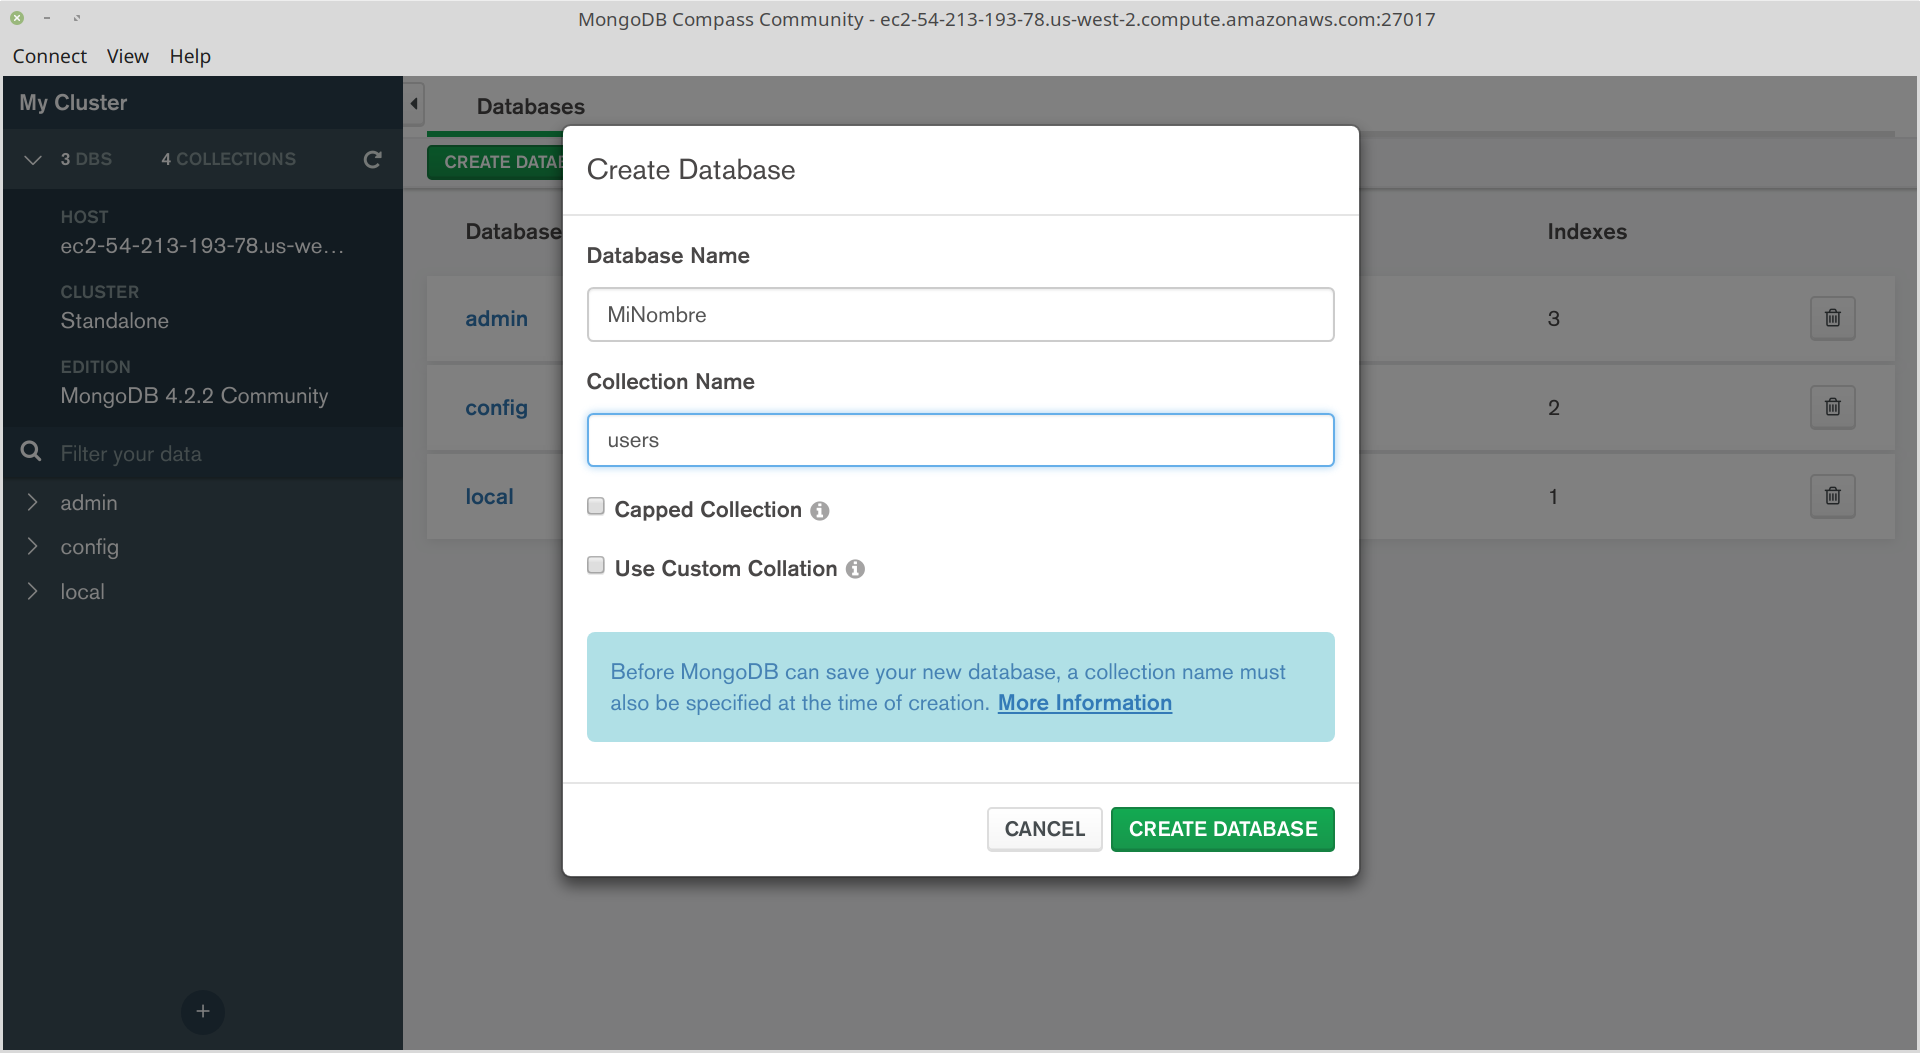 MongoDB Compass Community - ec2-54-213-193-78.us-west-2.compute.amazonaws.com:27017
Connect View Help
My Cluster
3 DBS 4 COLLECTIONS
HOST
ec2-54-213-193-78.us-we...
CLUSTER
Standalone
EDITION
MongoDB 4.2.2 Community
Filter your data
admin
config
local
+
Databases
CREATE DATAB
Database
Indexes
admin 3
config 2
local 1
Create Database
Database Name
MiNombre
Collection Name
users
Capped Collection
Use Custom Collation
Before MongoDB can save your new database, a collection name must
also be specified at the time of creation. More Information
CANCEL CREATE DATABASE